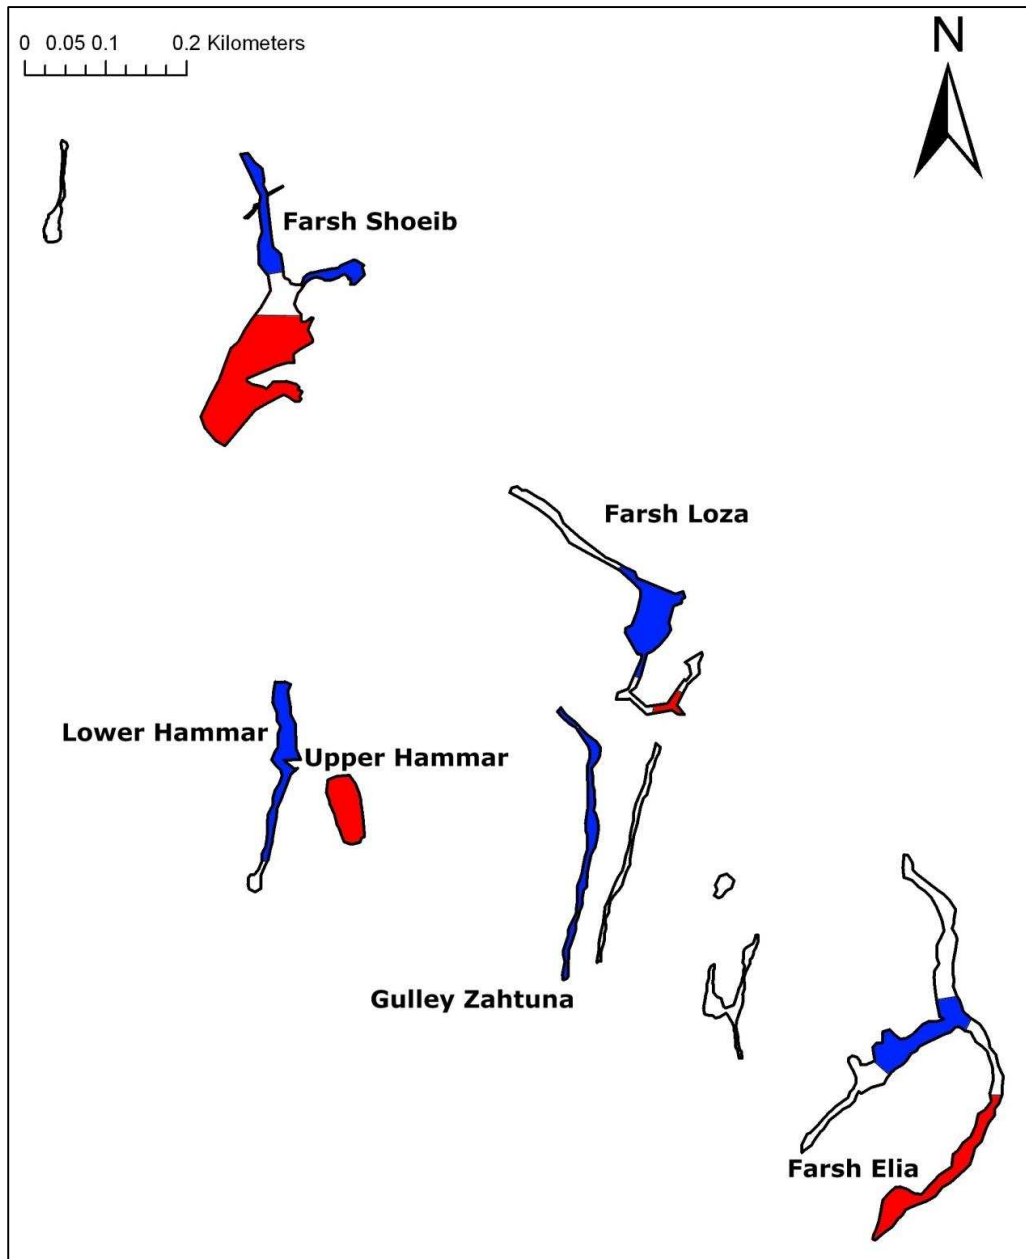 0 0.05 0.1 0.2 Kilometers
N
Farsh Shoeib
Farsh Loza
Lower Hammar
Upper Hammar
Gulley Zahtuna
Farsh Elia